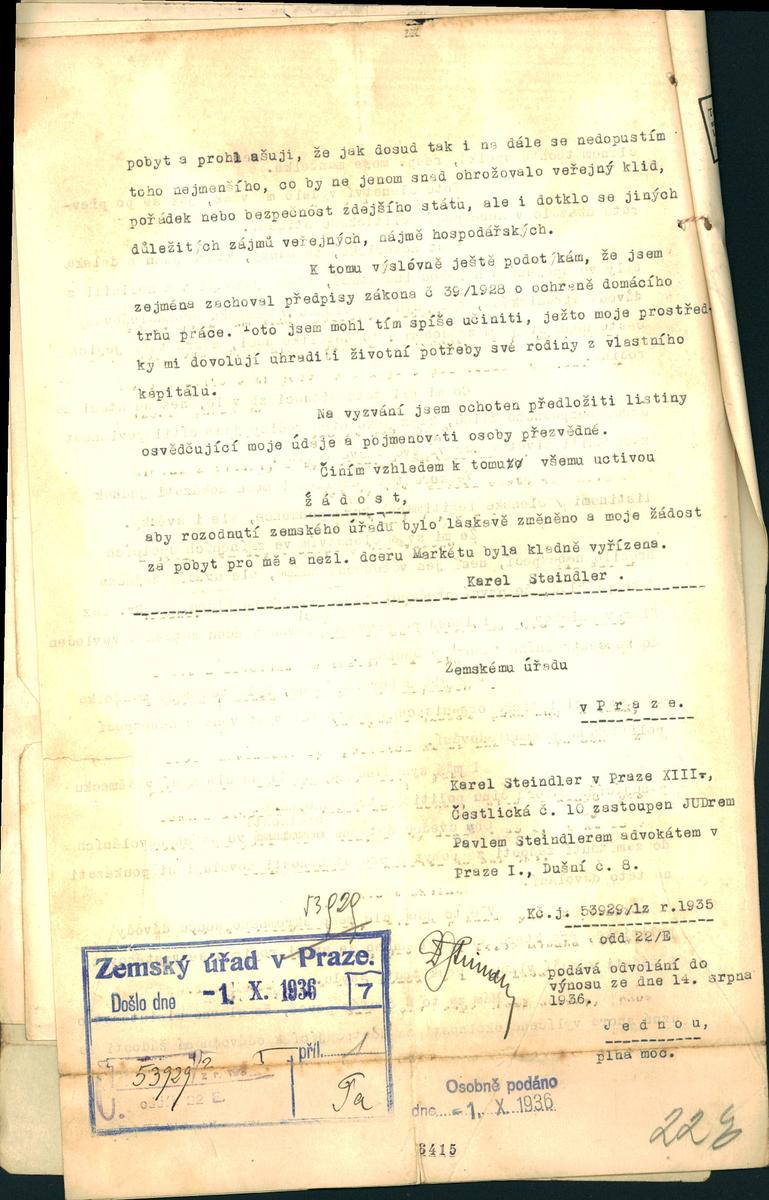 pobyt a prohlašuji, že jak dosud tak i na dále se nedopustím
toho nejmenšího, co by ne jenom snad ohrožovalo veřejný klid,
pořádek nebo bezpečnost zdejšího státu, ale i dotklo se jiných
důležitých zájmů veřejných, nájmě hospodářských.
K tomu výslovně ještě podotýkám, že jsem
zejména zachoval předpisy zákona č 39/1928 o ochraně domácího
trhu práce. Toto jsem mohl tím spíše učiniti, ježto moje prostřed-
ky mi dovolují uhraditi životní potřeby své rodiny z vlastního
kapitálu.
Na vyzvání jsem ochoten předložiti listiny
osvědčující moje údaje a pojmenovati osoby přezvědné.
Činím vzhledem k tomu všemu uctivou
žádost,
aby rozodnutí zemského úřadu bylo laskavě změněno a moje žádost
za pobyt pro mě a nezl. dceru Markétu byla kladně vyřízena.
Karel Steindler .
Zemskému úřadu
v Praze.
Karel Steindler v Praze XIII.,
Čestlická č. 10 zastoupen JUDrem
Pavlem Steindlerem advokátem v
Praze I., Dušní č. 8.
53929
Kč.j. 53929/1z r.1935
odd 22/E
podává odvolání do
výnosu ze dne 14. srpna
1936.
Jednou,
plná moc.
Zemský úřad v Praze.
Došlo dne -1. X. 1936 7
příl. 1
53929
U. odd. 22 E.
Osobně podáno
dne -1. X. 1936
6415